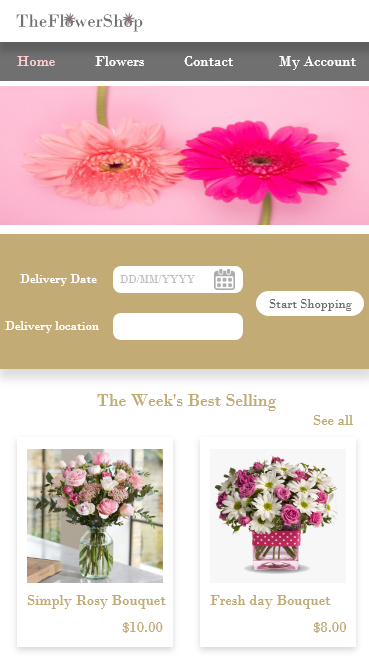 TheFlowerShop
Home Flowers Contact My Account
Delivery Date DD/MM/YYYY
Start Shopping
Delivery location
The Week's Best Selling
See all
Simply Rosy Bouquet Fresh day Bouquet
$10.00 $8.00